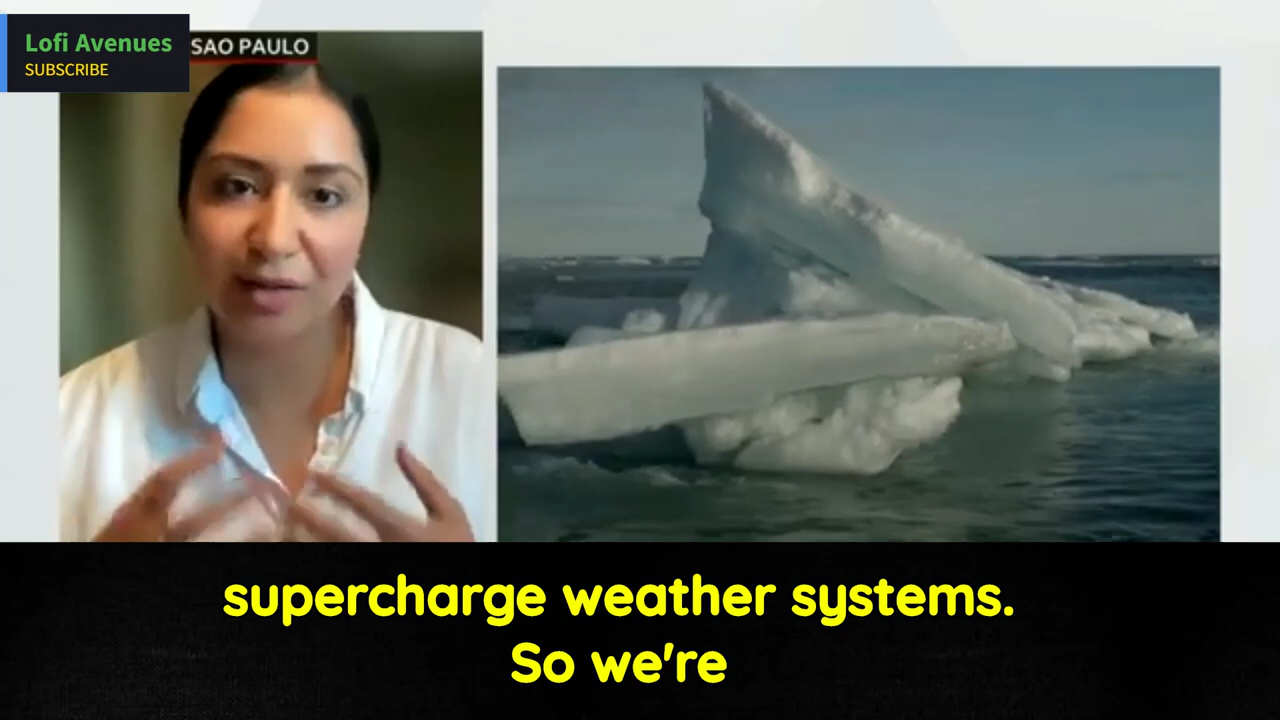 Lofi Avenues
SUBSCRIBE
SAO PAULO
supercharge weather systems.
So we're